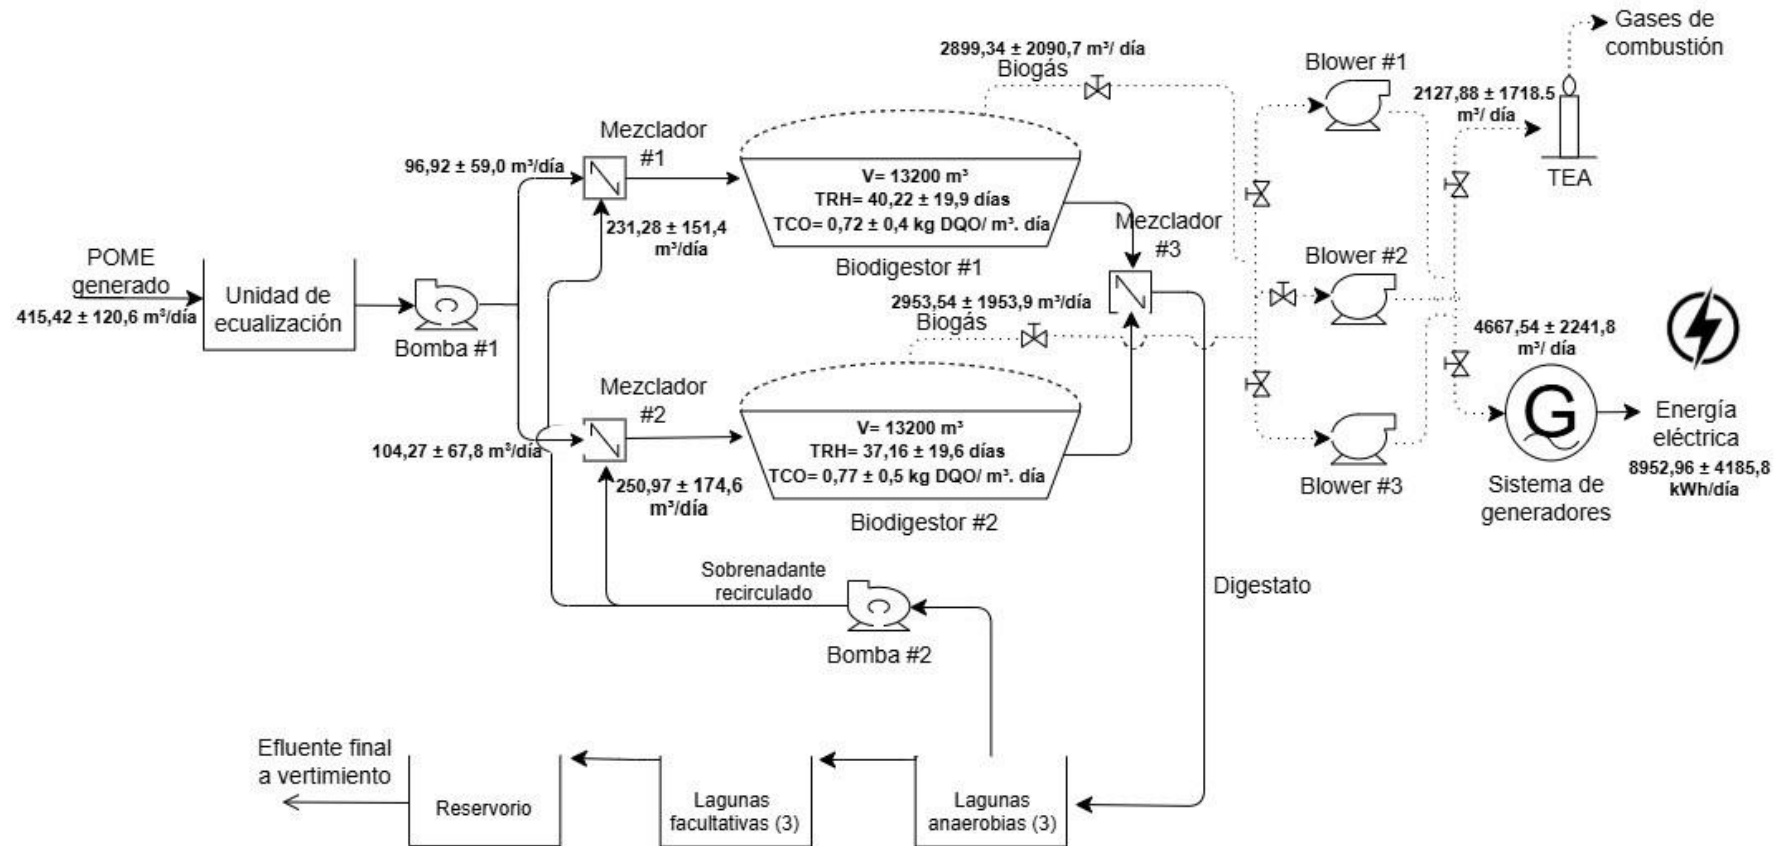 Gases de
combustión
2899,34 ± 2090,7 m³/ día
Biogás
Blower #1
2127,88 ± 1718.5
m³/ día
TEA
Mezclador
#1
96,92 ± 59,0 m³/día
V= 13200 m³
TRH= 40,22 ± 19,9 días
TCO= 0,72 ± 0,4 kg DQO/ m³. día
Biodigestor #1
231,28 ± 151,4
m³/día
Mezclador
#3
POME
generado
415,42 ± 120,6 m³/día
Unidad de
ecualización
Bomba #1
Blower #2
2953,54 ± 1953,9 m³/día
Biogás
4667,54 ± 2241,8
m³/ día
G
Sistema de
generadores
Energía
eléctrica
8952,96 ± 4185,8
kWh/día
Mezclador
#2
104,27 ± 67,8 m³/día
V= 13200 m³
TRH= 37,16 ± 19,6 días
TCO= 0,77 ± 0,5 kg DQO/ m³. día
Biodigestor #2
250,97 ± 174,6
m³/día
Blower #3
Sobrenadante
recirculado
Bomba #2
Digestato
Efluente final
a vertimiento
Reservorio
Lagunas
facultativas (3)
Lagunas
anaerobias (3)